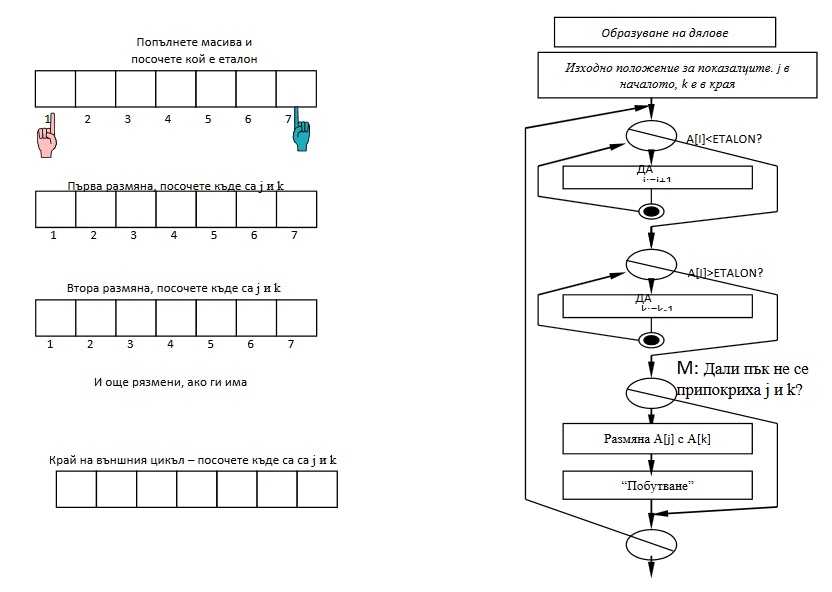 Попълнете масива и
посочете кой е еталон
1 2 3 4 5 6 7
Първа размяна, посочете къде са j и k
1 2 3 4 5 6 7
Втора размяна, посочете къде са j и k
1 2 3 4 5 6 7
И още рязмени, ако ги има
Край на външния цикъл – посочете къде са са j и k
Образуване на дялове
Изходно положение за показалците. j в
началото, k е в края
A[I]<ETALON?
ДА
j:=j+1
A[I]>ETALON?
ДА
k:=k-1
М: Дали пък не се
припокриха j и k?
Размяна A[j] с A[k]
“Побутване”